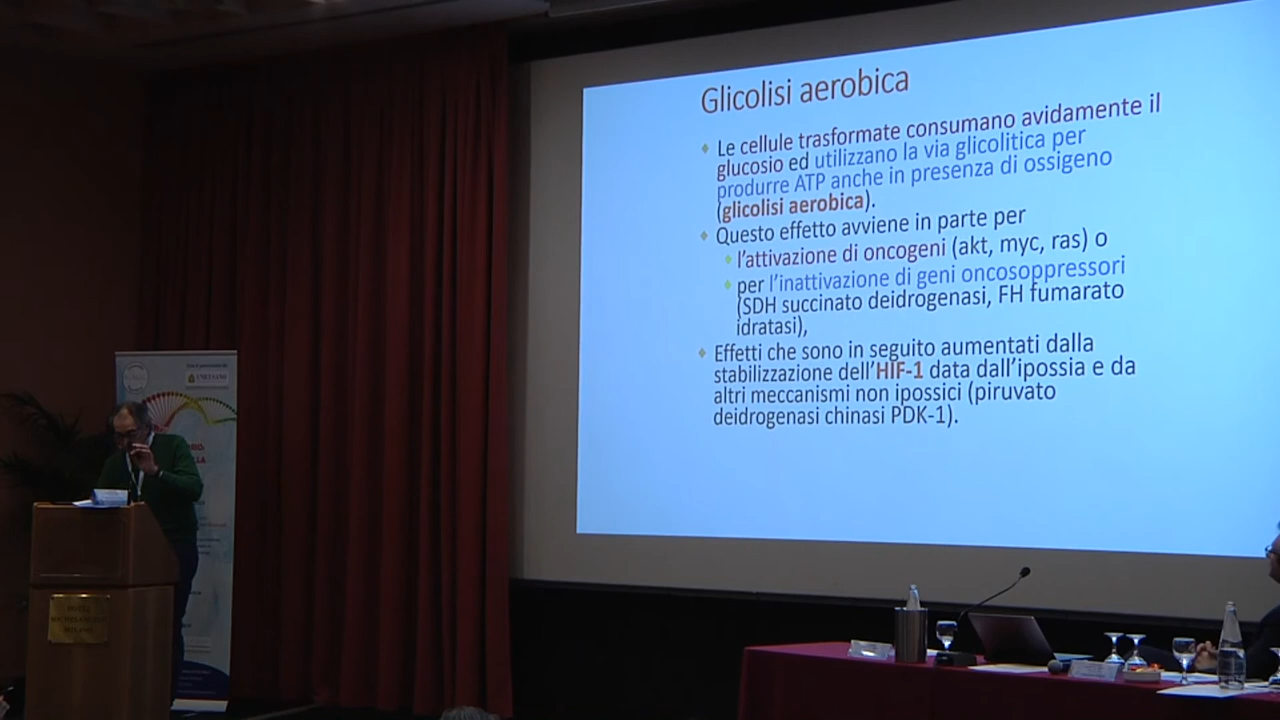 Glicolisi aerobica
Le cellule trasformate consumano avidamente il
glucosio ed utilizzano la via glicolitica per
produrre ATP anche in presenza di ossigeno
(glicolisi aerobica).
Questo effetto avviene in parte per
l'attivazione di oncogeni (akt, myc, ras) o
per l'inattivazione di geni oncosoppressori
(SDH succinato deidrogenasi, FH fumarato
idratasi),
Effetti che sono in seguito aumentati dalla
stabilizzazione dell'HIF-1 data dall'ipossia e da
altri meccanismi non ipossici (piruvato
deidrogenasi chinasi PDK-1).